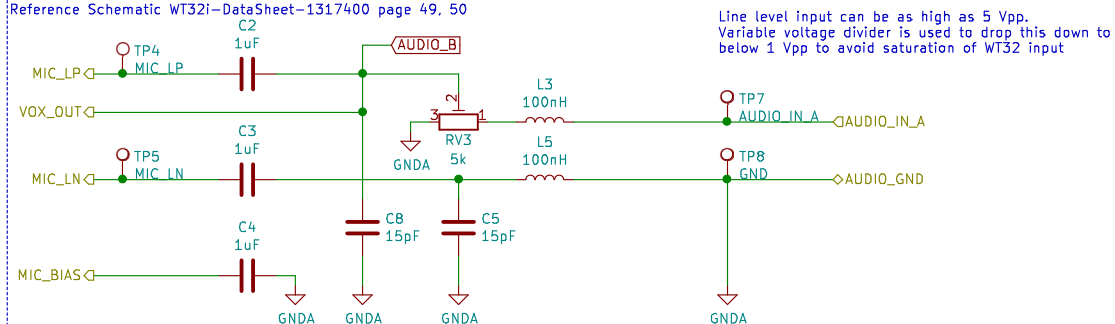 Reference Schematic WT32i-DataSheet-1317400 page 49, 50
Line level input can be as high as 5 Vpp.
Variable voltage divider is used to drop this down to
below 1 Vpp to avoid saturation of WT32 input
C2
1uF
AUDIO_B
TP4
MIC_LP
MIC_LP
L3
100nH
2
3
1
RV3
5k
GNDA
TP7
AUDIO_IN_A
AUDIO_IN_A
VOX_OUT
C3
1uF
TP5
MIC_LN
MIC_LN
L5
100nH
TP8
GND
AUDIO_GND
C4
1uF
C8
15pF
C5
15pF
MIC_BIAS
GNDA
GNDA
GNDA
GNDA